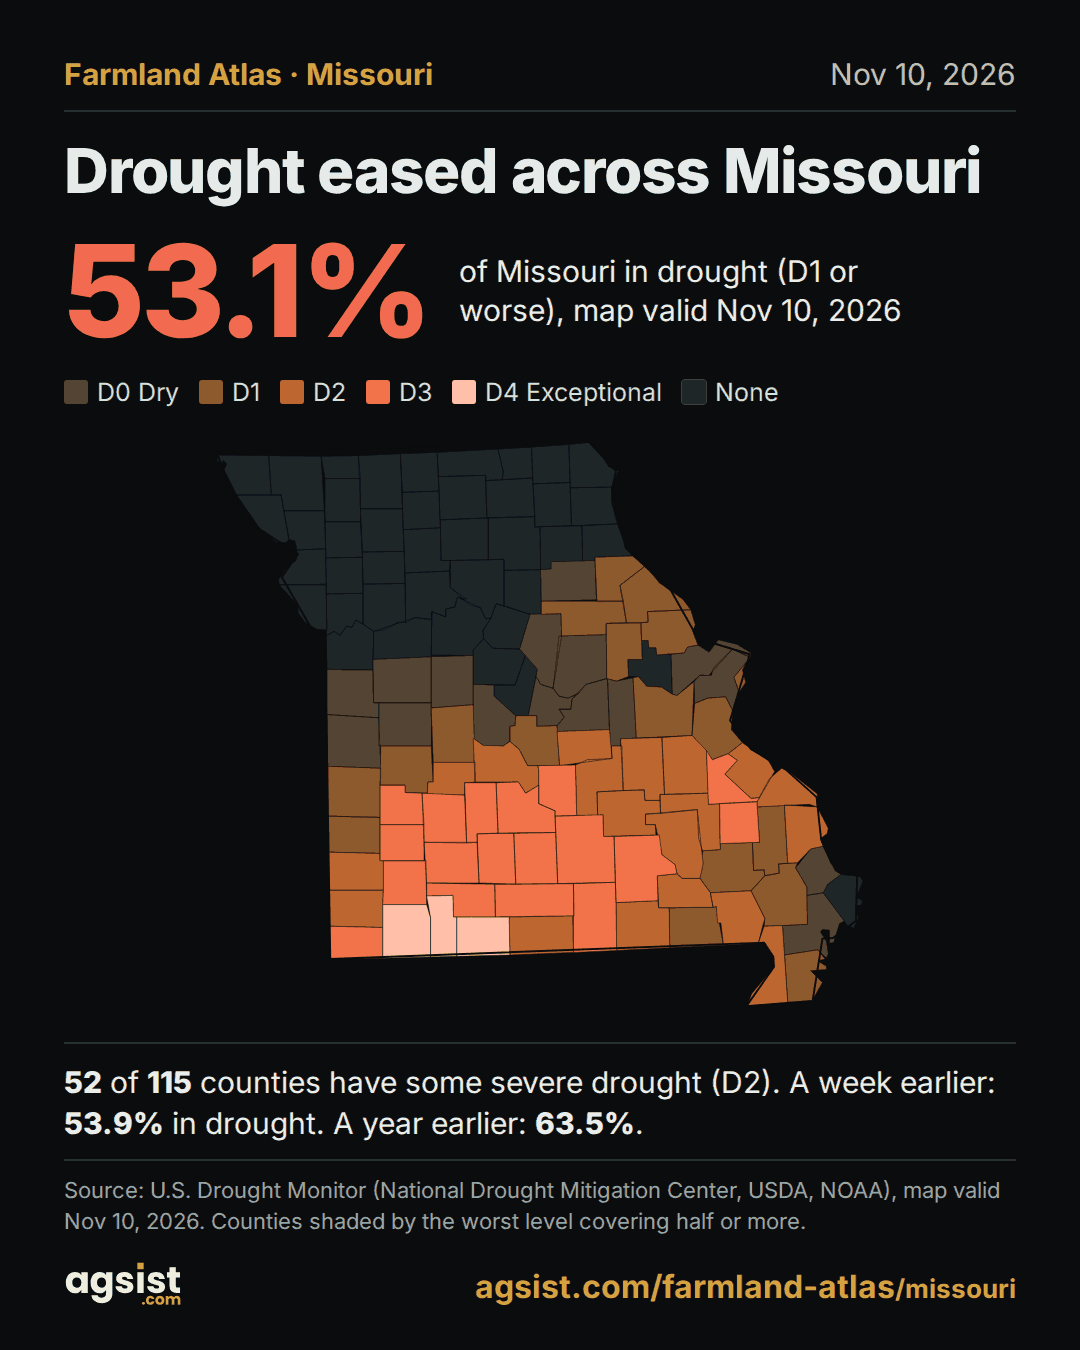 Farmland Atlas · Missouri
Nov 10, 2026
Drought eased across Missouri
53.1%
of Missouri in drought (D1 or
worse), map valid Nov 10, 2026
D0 Dry D1 D2 D3 D4 Exceptional None
52 of 115 counties have some severe drought (D2). A week earlier:
53.9% in drought. A year earlier: 63.5%.
Source: U.S. Drought Monitor (National Drought Mitigation Center, USDA, NOAA), map valid
Nov 10, 2026. Counties shaded by the worst level covering half or more.
agsist
.com
agsist.com/farmland-atlas/missouri